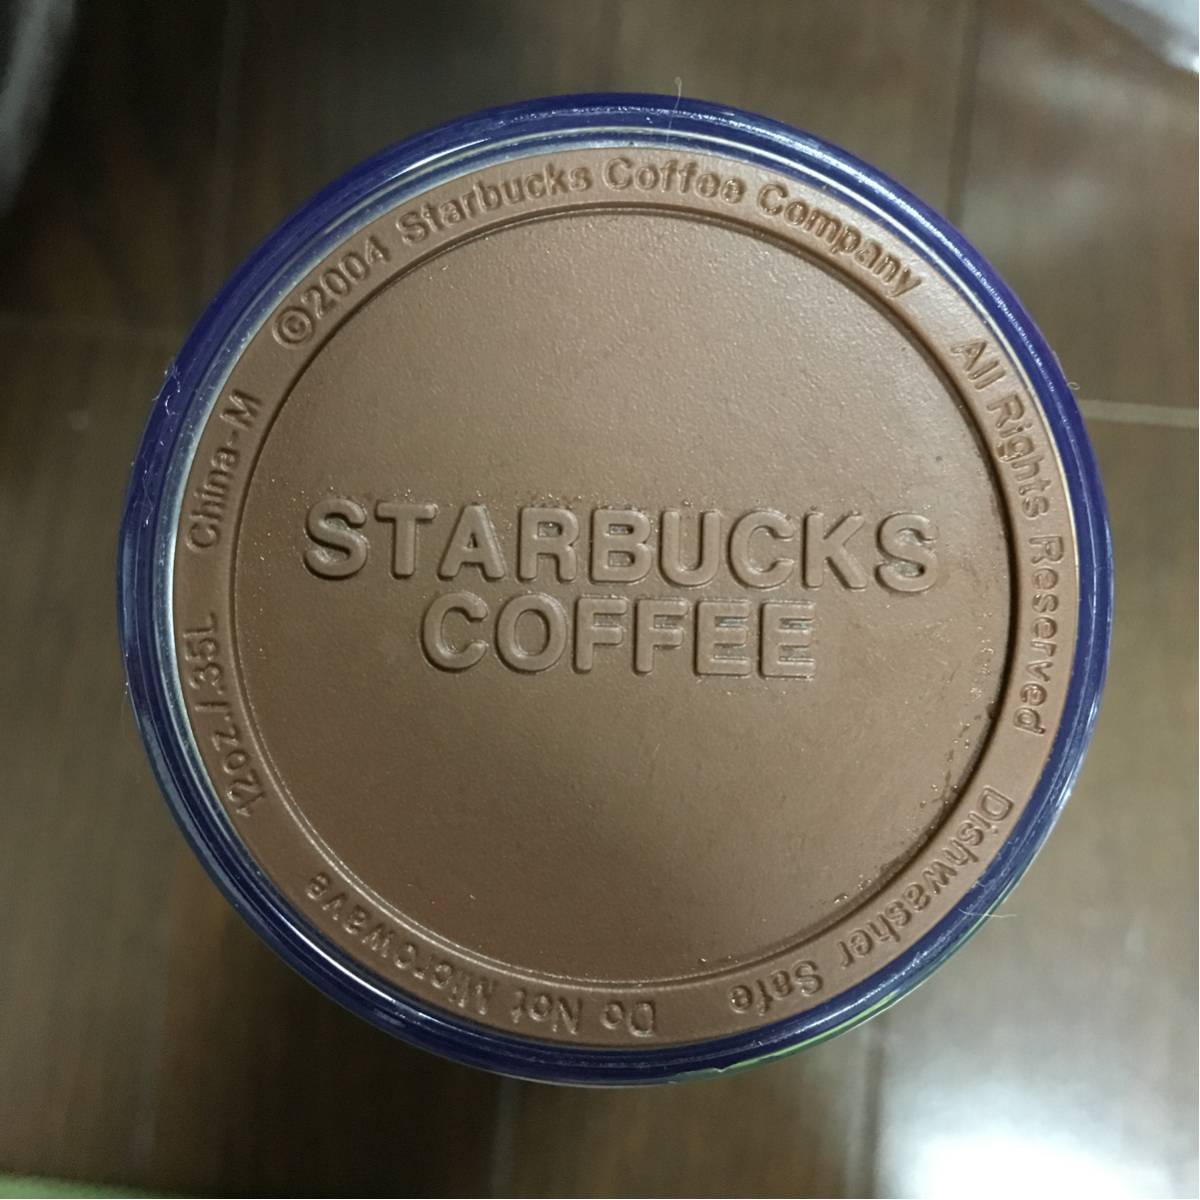 STARBUCKS
COFFEE
©2004 Starbucks Coffee Company
All Rights Reserved
Dishwasher Safe
Do Not Microwave
12oz./.35L
China-M